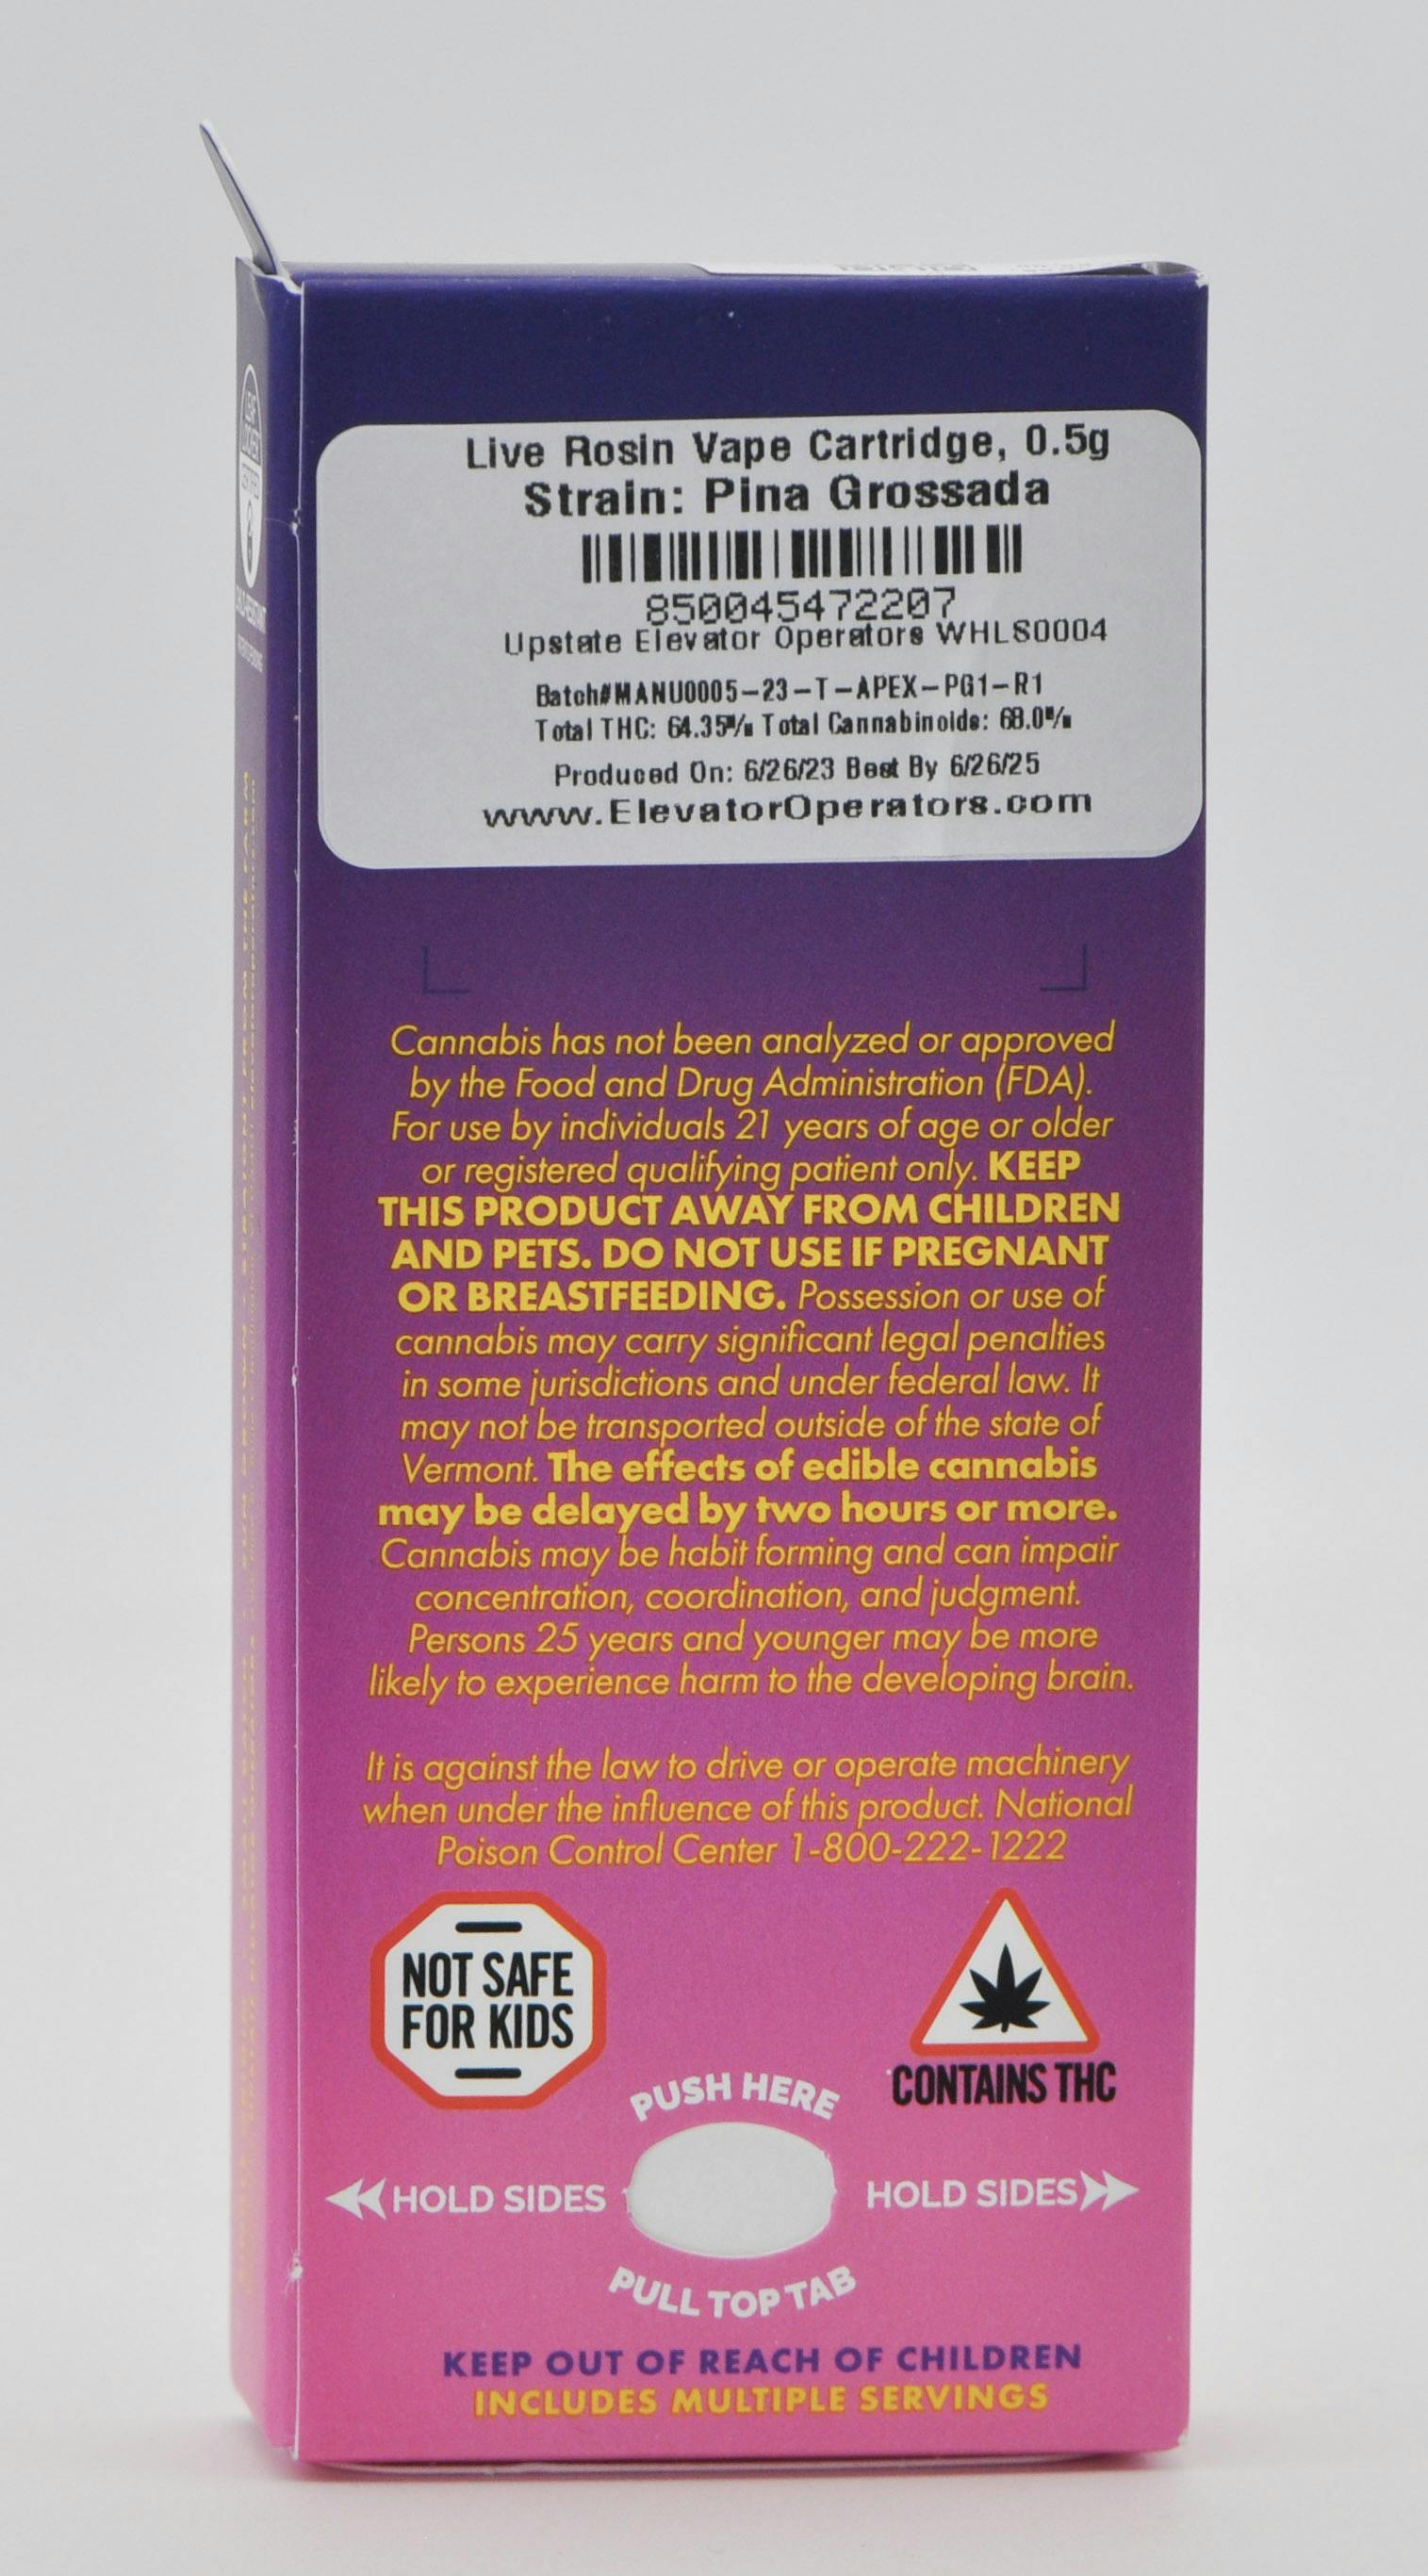 Live Rosin Vape Cartridge, 0.5g
Strain: Pina Grossada
850045472207
Upstate Elevator Operators WHLS0004
Batch#MANU0005-23-T-APEX-PG1-R1
Total THC: 64.35% Total Cannabinoids: 68.0%
Produced On: 6/26/23 Best By 6/26/25
www.ElevatorOperators.com
Cannabis has not been analyzed or approved
by the Food and Drug Administration (FDA).
For use by individuals 21 years of age or older
or registered qualifying patient only. KEEP
THIS PRODUCT AWAY FROM CHILDREN
AND PETS. DO NOT USE IF PREGNANT
OR BREASTFEEDING. Possession or use of
cannabis may carry significant legal penalties
in some jurisdictions and under federal law. It
may not be transported outside of the state of
Vermont. The effects of edible cannabis
may be delayed by two hours or more.
Cannabis may be habit forming and can impair
concentration, coordination, and judgment.
Persons 25 years and younger may be more
likely to experience harm to the developing brain.
It is against the law to drive or operate machinery
when under the influence of this product. National
Poison Control Center 1-800-222-1222
NOT SAFE
FOR KIDS
CONTAINS THC
PUSH HERE
HOLD SIDES
HOLD SIDES
PULL TOP TAB
KEEP OUT OF REACH OF CHILDREN
INCLUDES MULTIPLE SERVINGS